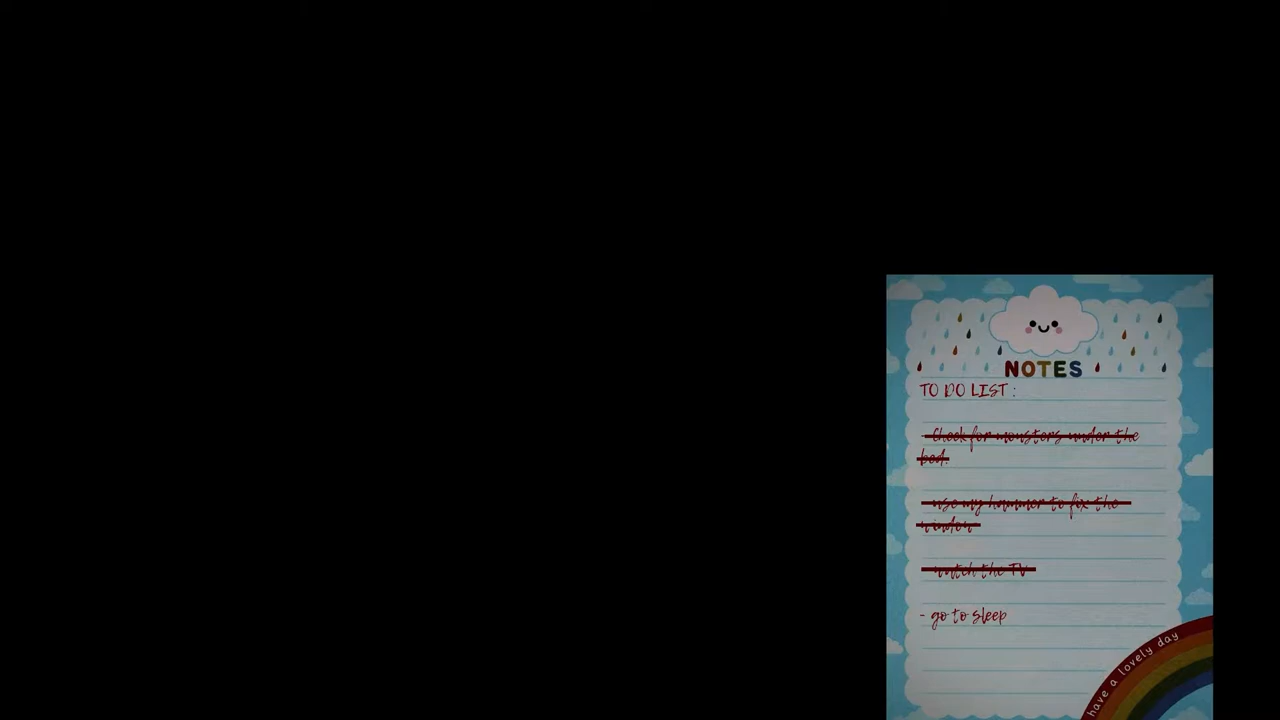 NOTES
TO DO LIST :
- Check for monsters under the
bed.
- use my hammer to fix the
window
- watch the TV
- go to sleep
have a lovely day